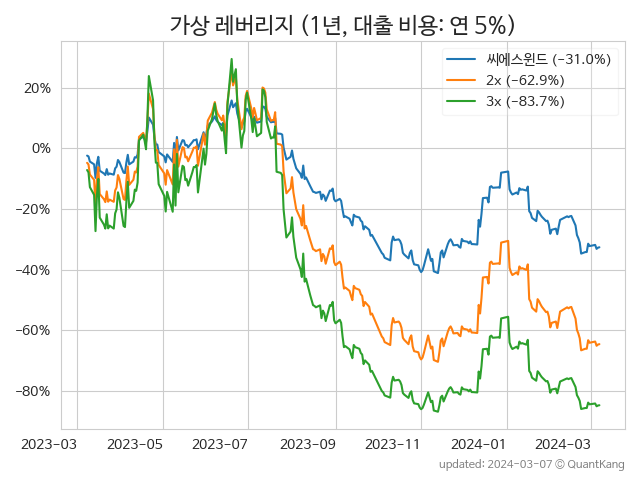 가상 레버리지 (1년, 대출 비용: 연 5%)
씨에스윈드 (−31.0%)
2x (−62.9%)
3x (−83.7%)
20%
0%
−20%
−40%
−60%
−80%
2023−03 2023−05 2023−07 2023−09 2023−11 2024−01 2024−03
updated: 2024-03-07 © QuantKang